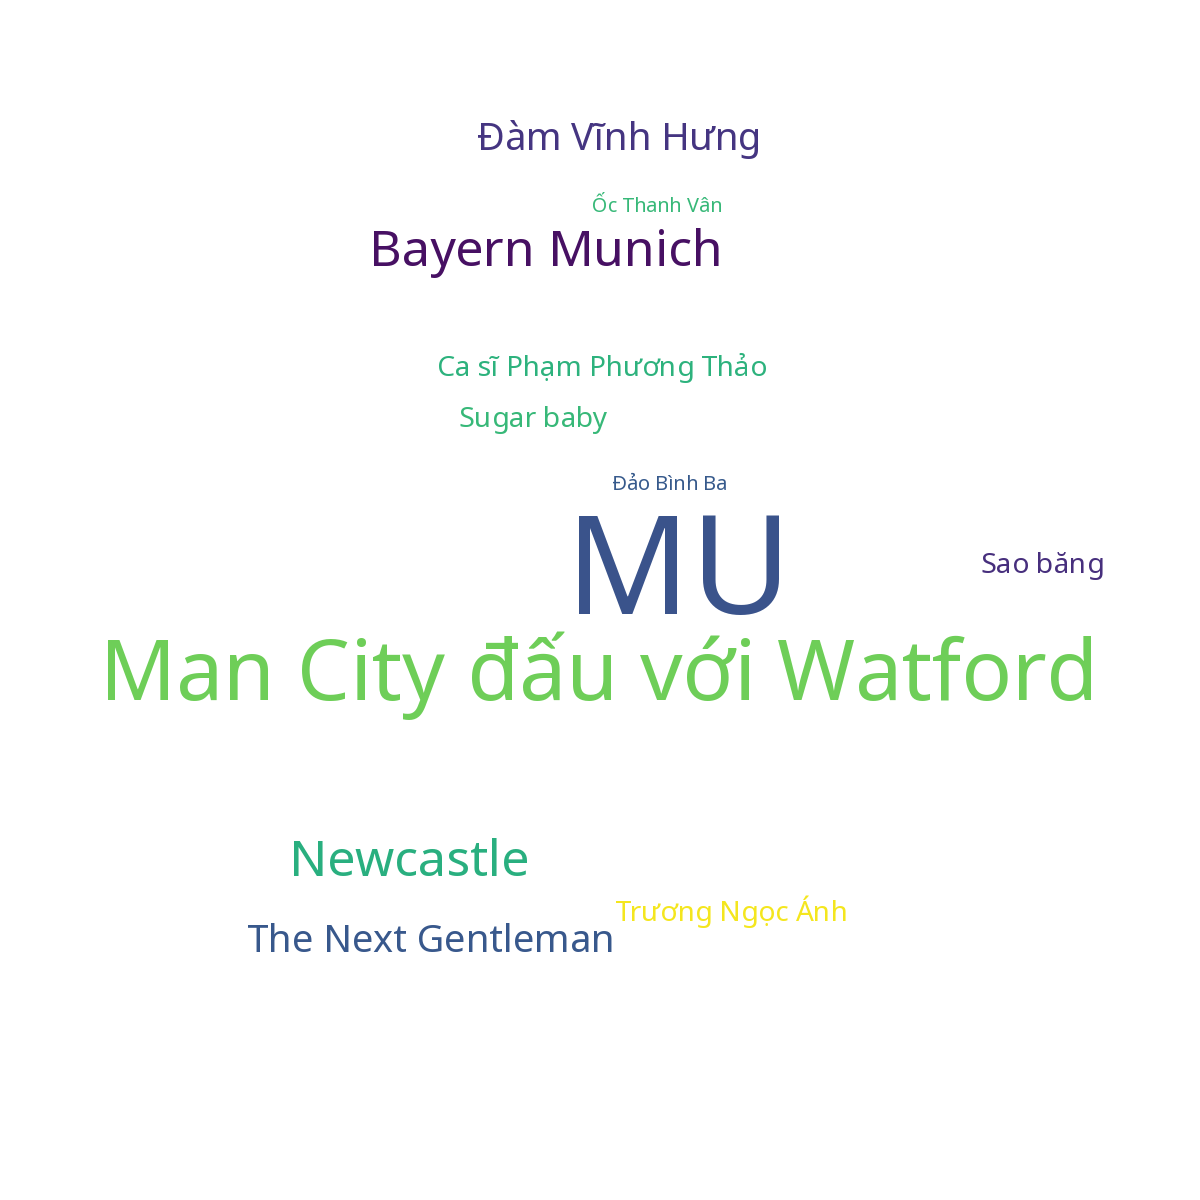 Đàm Vĩnh Hưng
Ốc Thanh Vân
Bayern Munich
Ca sĩ Phạm Phương Thảo
Sugar baby
Đảo Bình Ba
MU
Sao băng
Man City đấu với Watford
Newcastle
Trương Ngọc Ánh
The Next Gentleman